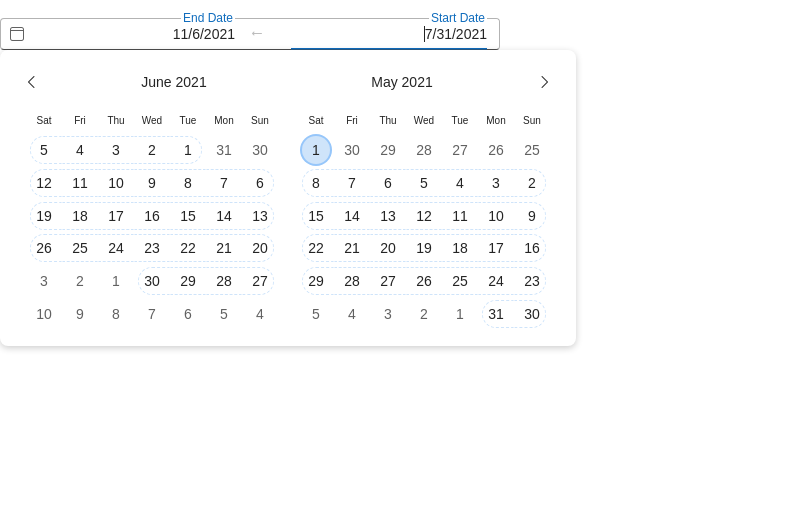 End Date Start Date
11/6/2021 ← 7/31/2021
June 2021 May 2021
Sat Fri Thu Wed Tue Mon Sun Sat Fri Thu Wed Tue Mon Sun
5 4 3 2 1 31 30 1 30 29 28 27 26 25
12 11 10 9 8 7 6 8 7 6 5 4 3 2
19 18 17 16 15 14 13 15 14 13 12 11 10 9
26 25 24 23 22 21 20 22 21 20 19 18 17 16
3 2 1 30 29 28 27 29 28 27 26 25 24 23
10 9 8 7 6 5 4 5 4 3 2 1 31 30